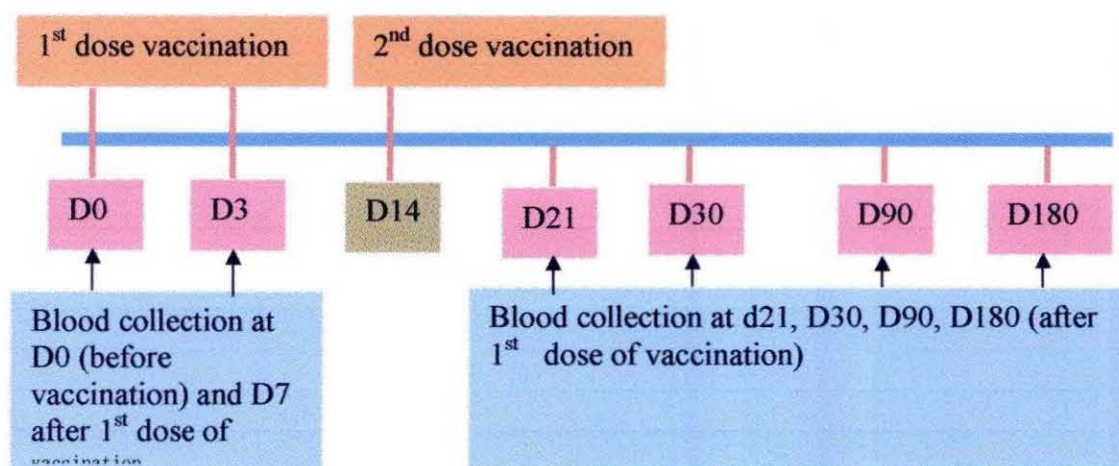 1st dose vaccination
2nd dose vaccination
D0
D3
D14
D21
D30
D90
D180
Blood collection at
D0 (before
vaccination) and D7
after 1st dose of
vaccination
Blood collection at d21, D30, D90, D180 (after
1st dose of vaccination)